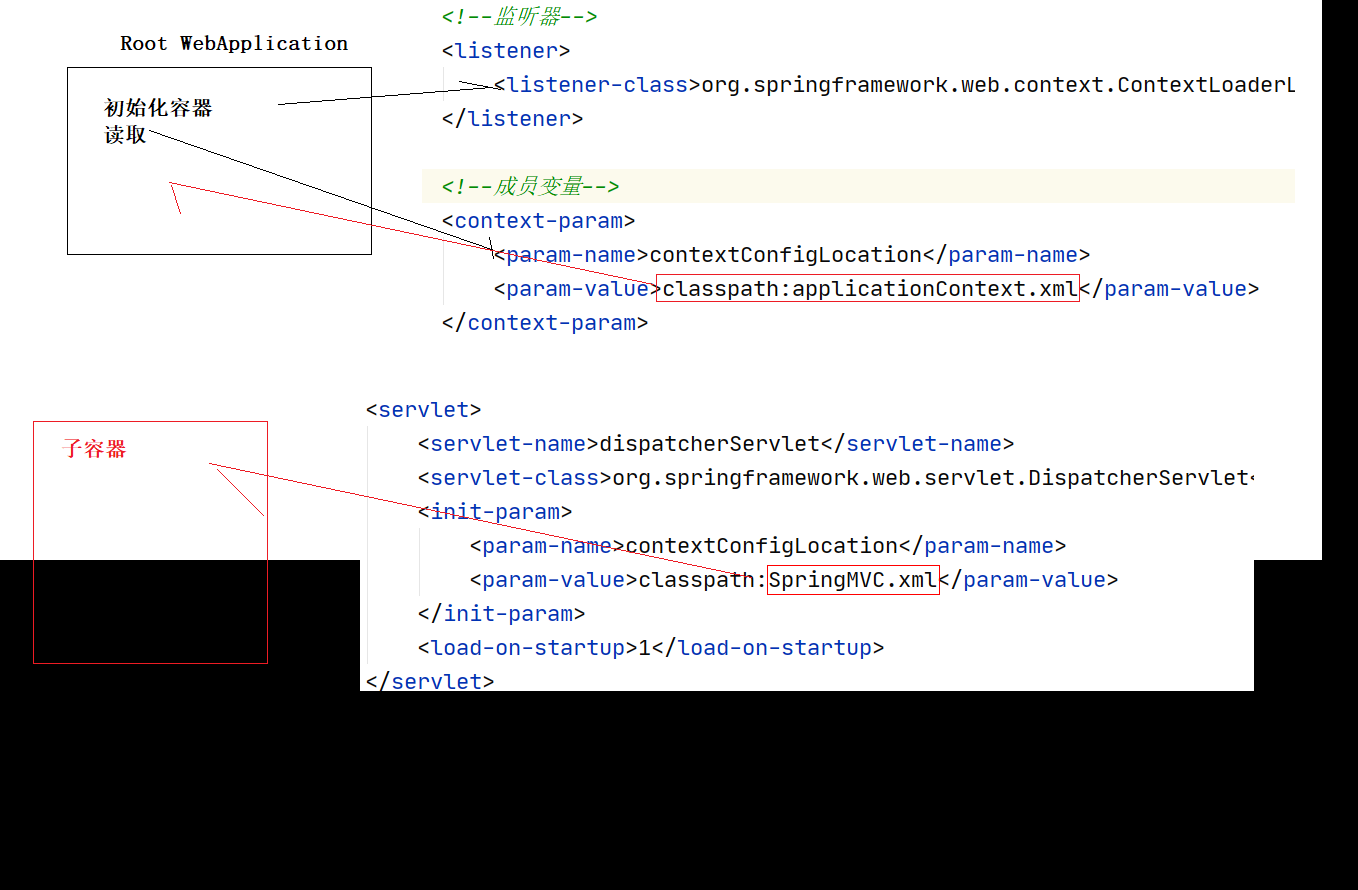 Root WebApplication
初始化容器
读取
<!--监听器-->
<listener>
<listener-class>org.springframework.web.context.ContextLoaderL
</listener>
<!--成员变量-->
<context-param>
<param-name>contextConfigLocation</param-name>
<param-value>classpath:applicationContext.xml</param-value>
</context-param>
子容器
<servlet>
<servlet-name>dispatcherServlet</servlet-name>
<servlet-class>org.springframework.web.servlet.DispatcherServlet<
<init-param>
<param-name>contextConfigLocation</param-name>
<param-value>classpath:SpringMVC.xml</param-value>
</init-param>
<load-on-startup>1</load-on-startup>
</servlet>